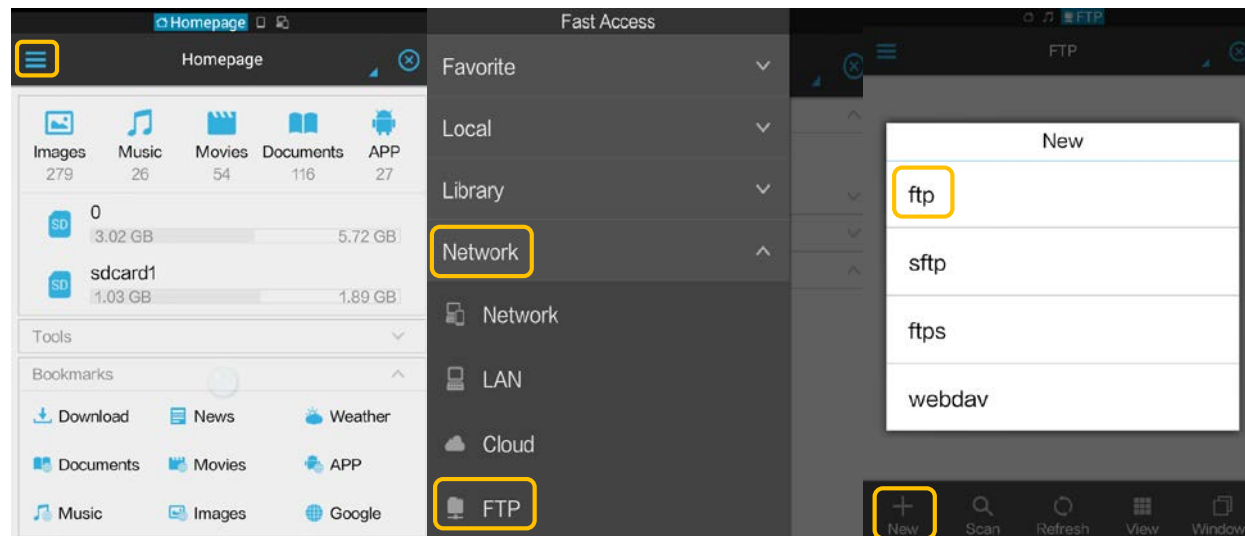 Homepage
Homepage
Images Music Movies Documents APP
279 26 54 116 27
SD
0
3.02 GB 5.72 GB
SD
sdcard1
1.03 GB 1.89 GB
Tools
Bookmarks
Download News Weather
Documents Movies APP
Music Images Google
Fast Access
Favorite
Local
Library
Network
Network
LAN
Cloud
FTP
FTP
FTP
New
ftp
sftp
ftps
webdav
New Scan Refresh View Window